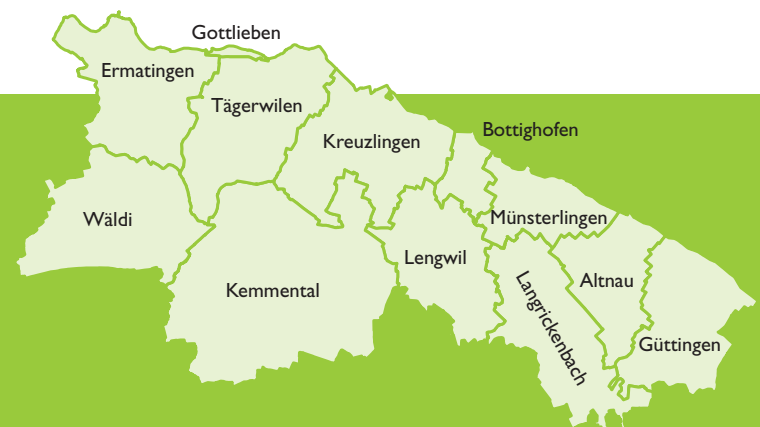 Gottlieben
Ermatingen
Tägerwilen
Kreuzlingen
Bottighofen
Wäldi
Münsterlingen
Lengwil
Kemmental
Altnau
Langrickenbach
Güttingen